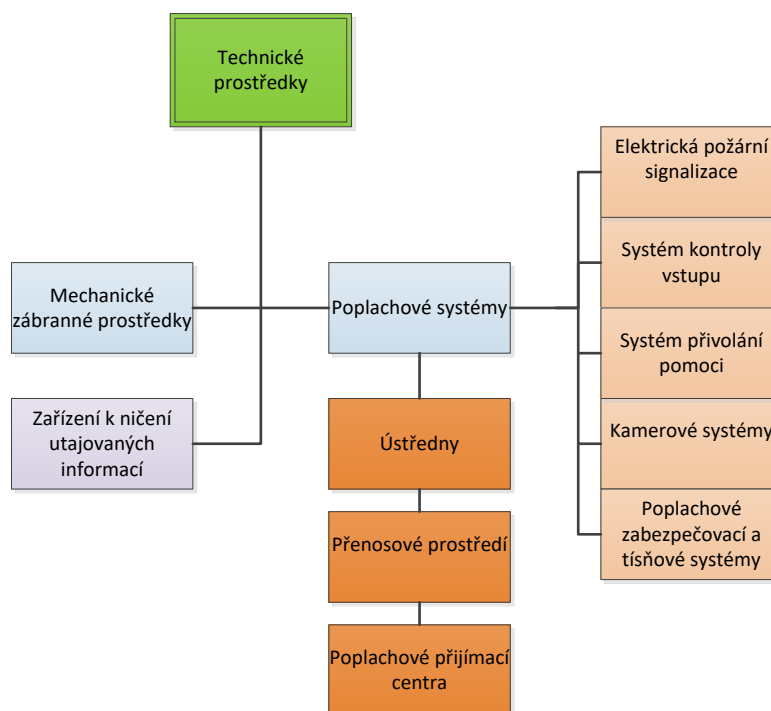 Technické
prostředky
Elektrická požární
signalizace
Systém kontroly
vstupu
Mechanické
zábranné prostředky
Poplachové systémy
Systém přivolání
pomoci
Zařízení k ničení
utajovaných
informací
Ústředny
Kamerové systémy
Poplachové
zabezpečovací a
tísňové systémy
Přenosové prostředí
Poplachové přijímací
centra